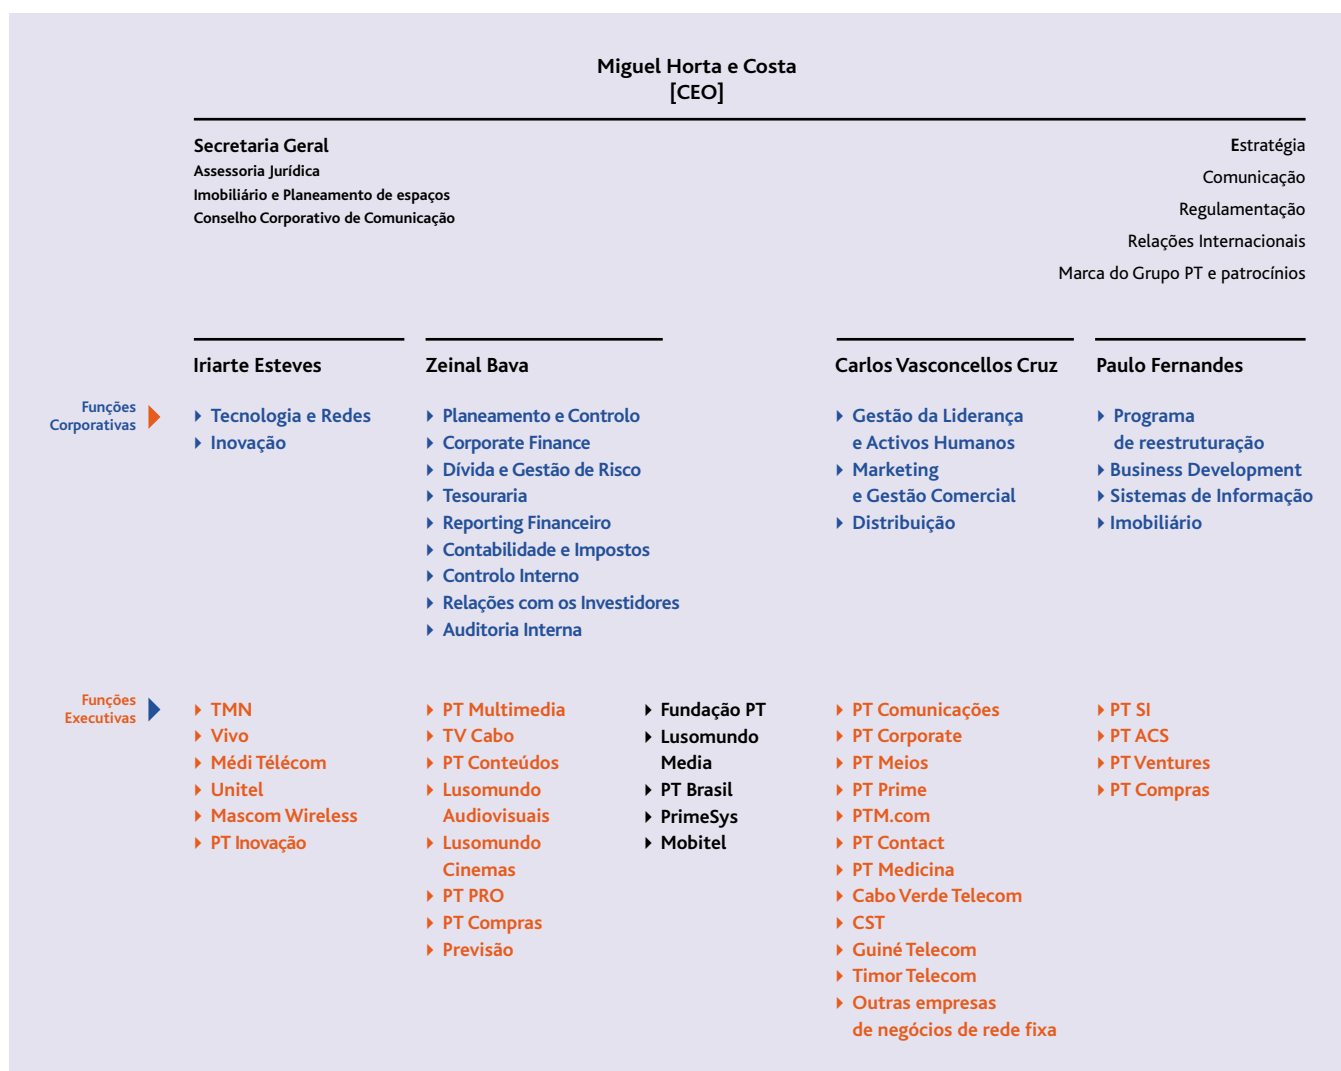 Miguel Horta e Costa
[CEO]
Secretaria Geral
Assessoria Jurídica
Imobiliário e Planeamento de espaços
Conselho Corporativo de Comunicação
Estratégia
Comunicação
Regulamentação
Relações Internacionais
Marca do Grupo PT e patrocínios
Iriarte Esteves
Zeinal Bava
Carlos Vasconcellos Cruz
Paulo Fernandes
Funções
Corporativas
Tecnologia e Redes
Inovação
Planeamento e Controlo
Corporate Finance
Dívida e Gestão de Risco
Tesouraria
Reporting Financeiro
Contabilidade e Impostos
Controlo Interno
Relações com os Investidores
Auditoria Interna
Gestão da Liderança
e Activos Humanos
Marketing
e Gestão Comercial
Distribuição
Programa
de reestruturação
Business Development
Sistemas de Informação
Imobiliário
Funções
Executivas
TMN
Vivo
Médi Télécom
Unitel
Mascom Wireless
PT Inovação
PT Multimedia
TV Cabo
PT Conteúdos
Lusomundo
Audiovisuais
Lusomundo
Cinemas
PT PRO
PT Compras
Previsão
Fundação PT
Lusomundo
Media
PT Brasil
PrimeSys
Mobitel
PT Comunicações
PT Corporate
PT Meios
PT Prime
PTM.com
PT Contact
PT Medicina
Cabo Verde Telecom
CST
Guiné Telecom
Timor Telecom
Outras empresas
de negócios de rede fixa
PT SI
PT ACS
PT Ventures
PT Compras